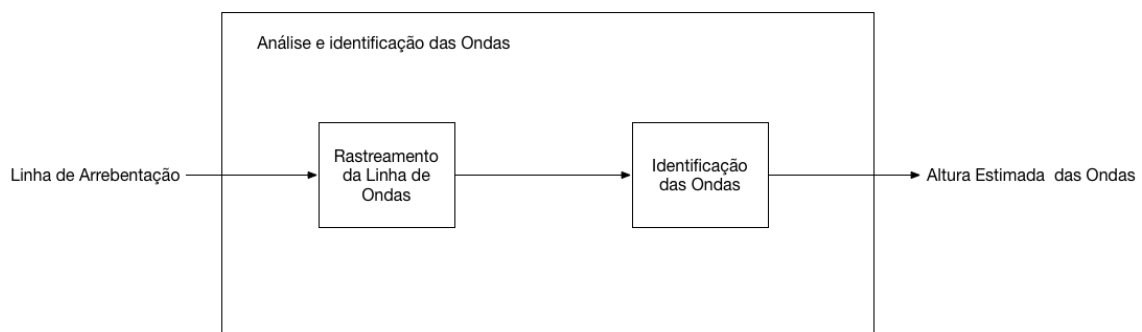 Análise e identificação das Ondas
Linha de Arrebentação
Rastreamento
da Linha de
Ondas
Identificação
das Ondas
Altura Estimada das Ondas